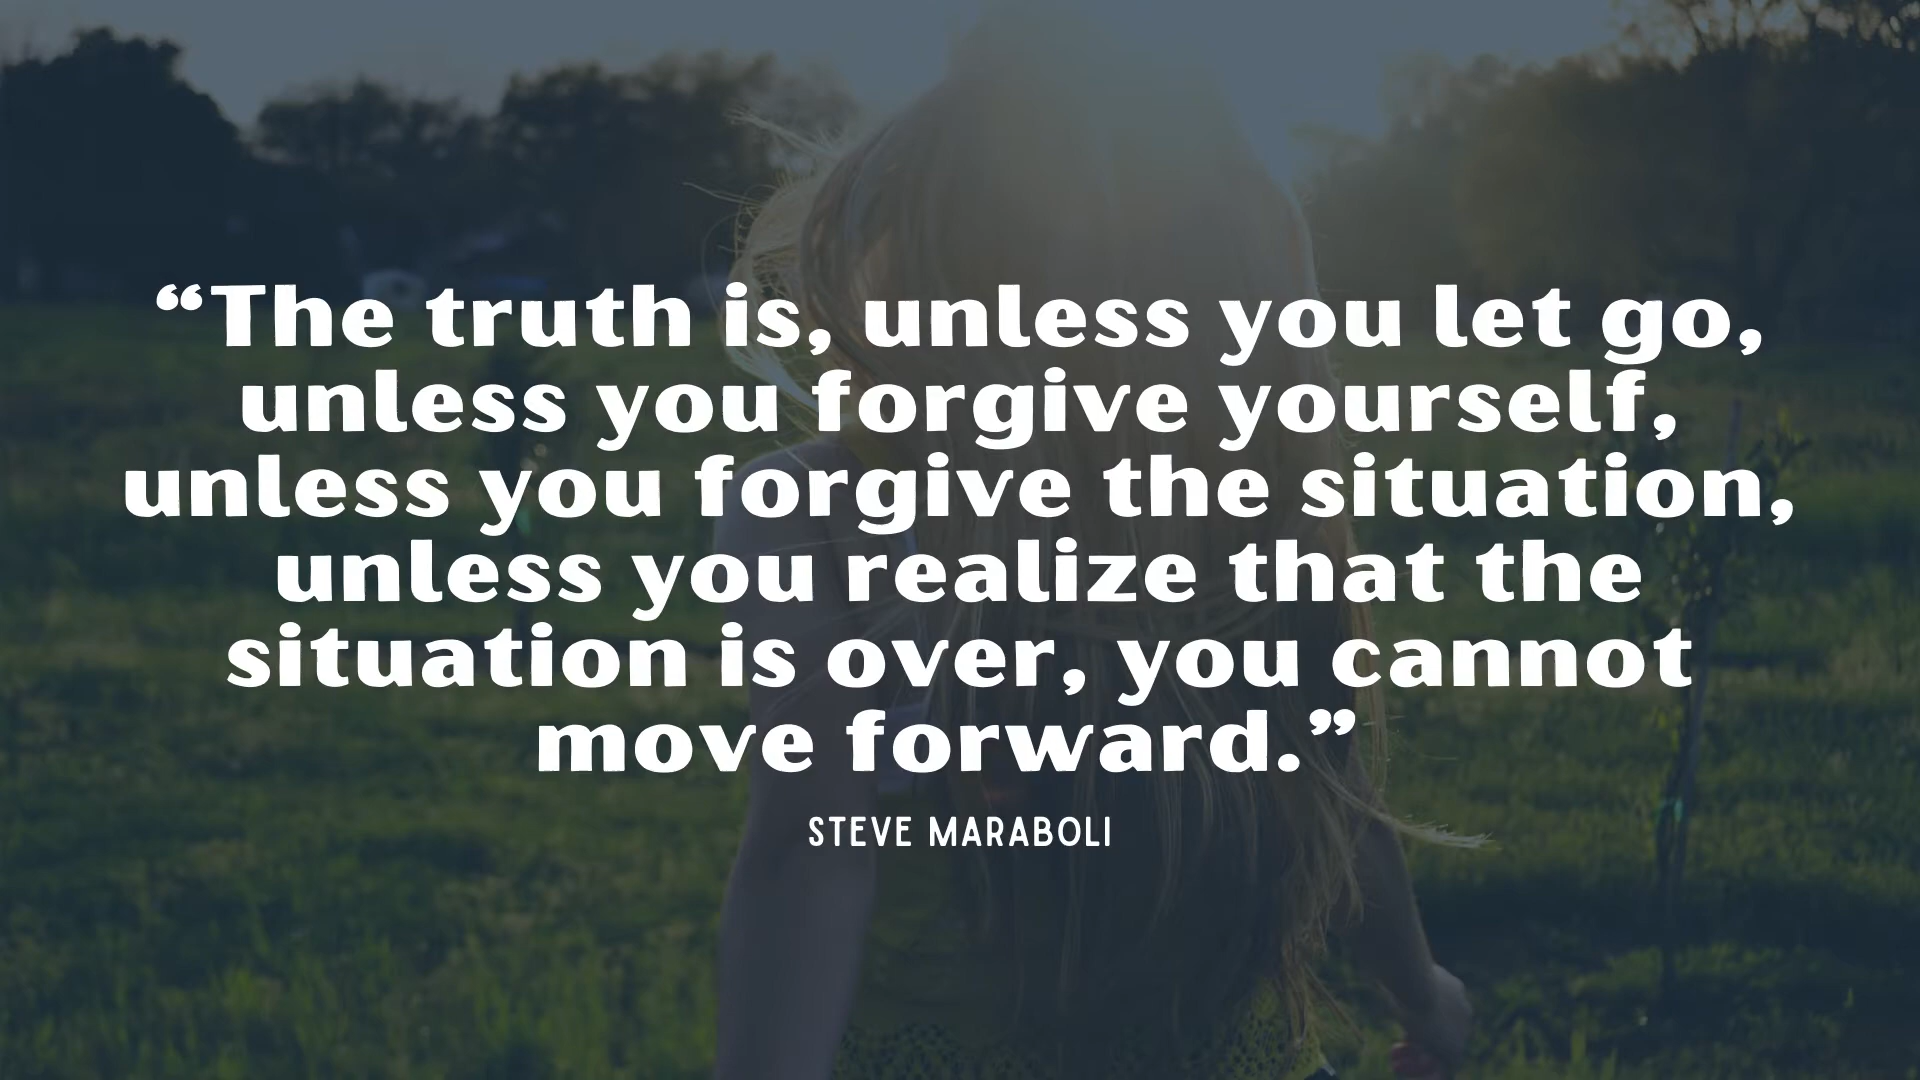 “The truth is, unless you let go,
unless you forgive yourself,
unless you forgive the situation,
unless you realize that the
situation is over, you cannot
move forward.”
STEVE MARABOLI